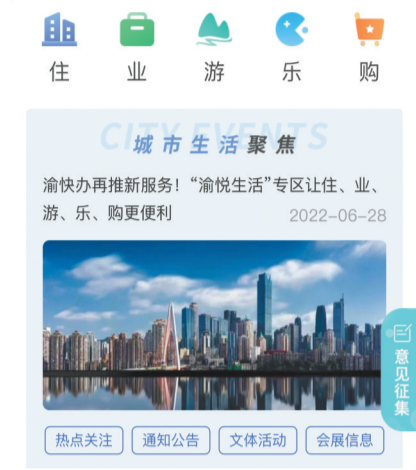 住 业 游 乐 购
CITY EVENTS
城市生活聚焦
渝快办再推新服务！“渝悦生活”专区让住、业、
游、乐、购更便利
2022-06-28
意见征集
热点关注 通知公告 文体活动 会展信息